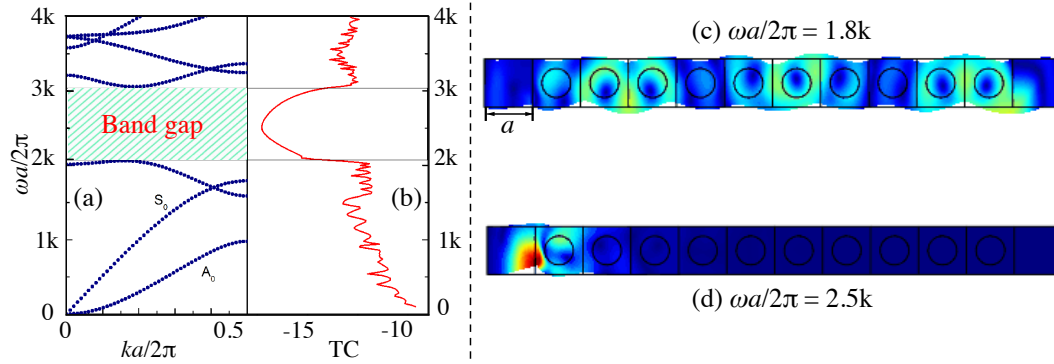 4k
3k
2k
1k
0
ωa/2π
Band gap
(a)
S₀
A₀
0
0.5
ka/2π
4k
3k
2k
1k
0
(b)
-15
-10
TC
(c) ωa/2π = 1.8k
a
(d) ωa/2π = 2.5k